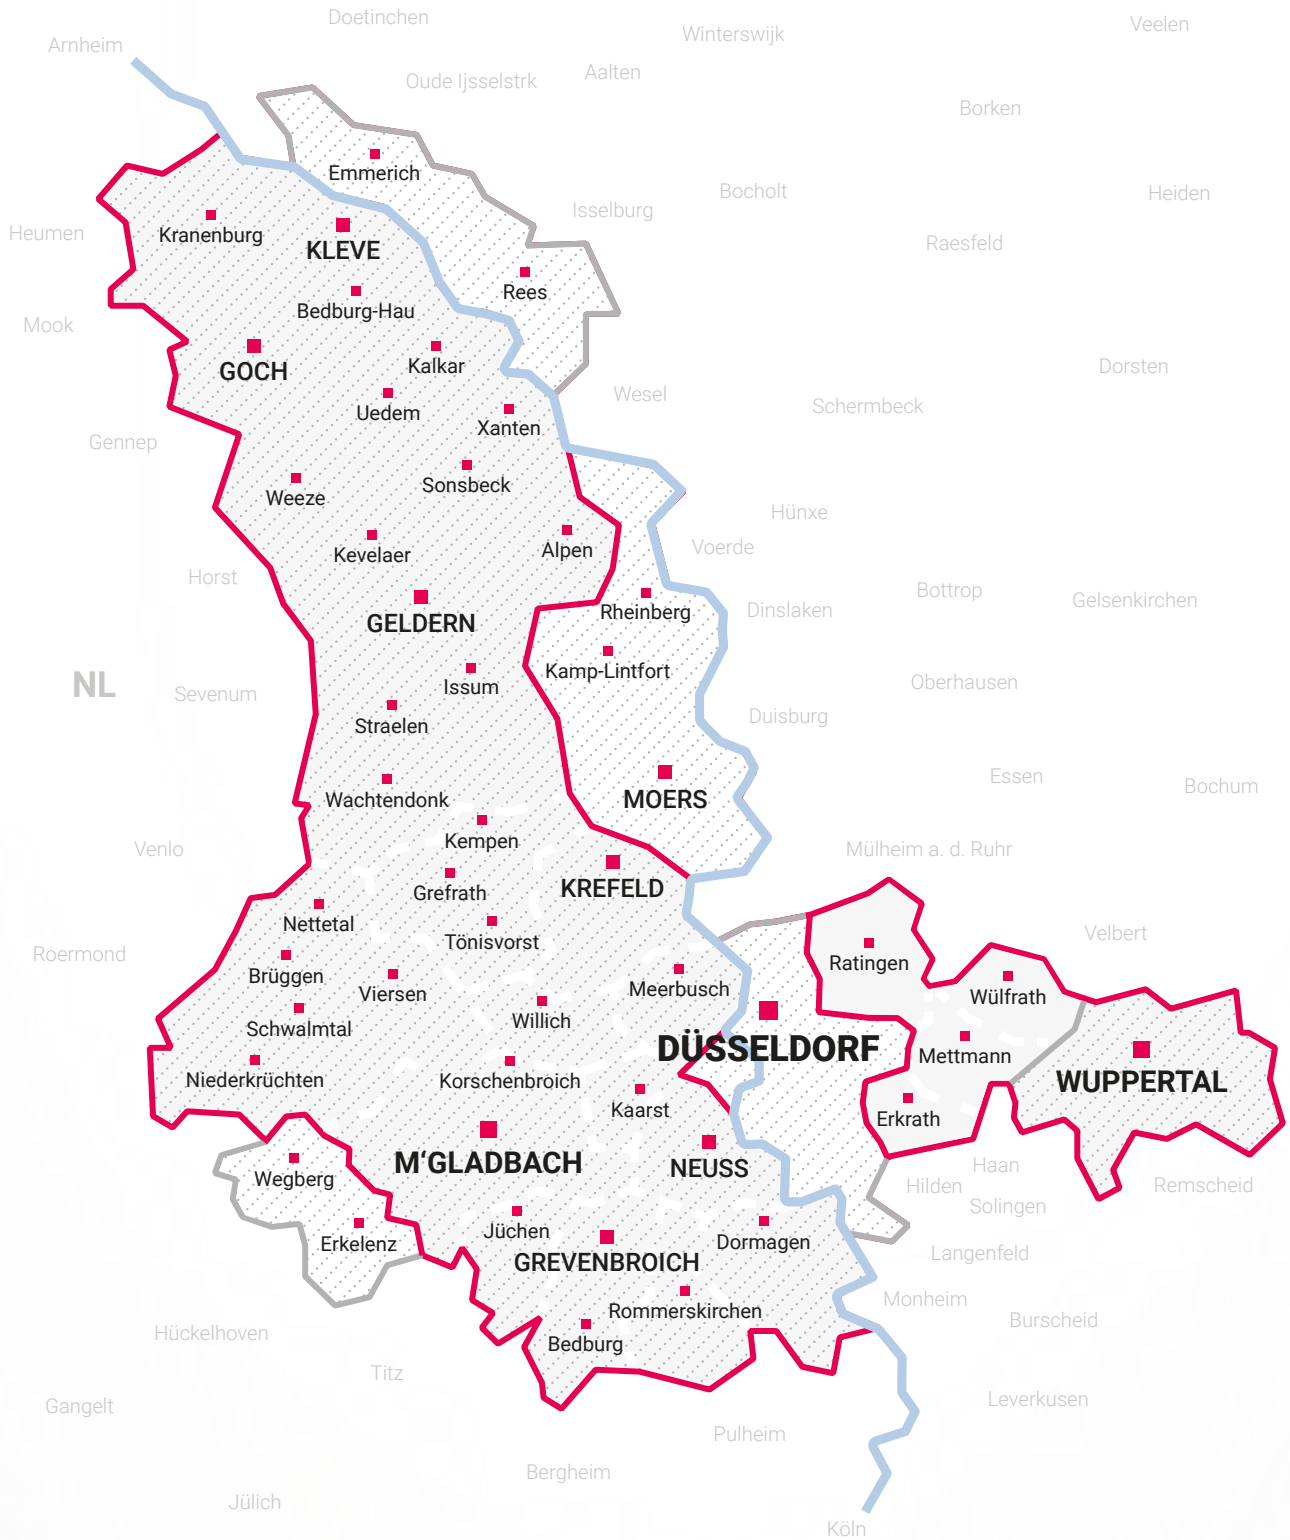 Doetinchen
Veelen
Winterswijk
Arnheim
Aalten
Oude Ijsselstrk
Borken
Emmerich
Bocholt
Heiden
Isselburg
Heumen
Kranenburg
KLEVE
Raesfeld
Rees
Bedburg-Hau
Mook
Kalkar
Dorsten
GOCH
Wesel
Schermbeck
Uedem
Xanten
Gennep
Sonsbeck
Weeze
Hünxe
Voerde
Alpen
Kevelaer
Horst
Bottrop
Gelsenkirchen
Dinslaken
Rheinberg
GELDERN
Kamp-Lintfort
NL
Oberhausen
Issum
Sevenum
Duisburg
Straelen
Essen
Bochum
Wachtendonk
MOERS
Kempen
Venlo
Mülheim a. d. Ruhr
KREFELD
Grefrath
Nettetal
Velbert
Tönisvorst
Roermond
Ratingen
Brüggen
Meerbusch
Viersen
Wülfrath
Willich
Schwalmtal
DÜSSELDORF
Mettmann
Niederkrüchten
Korschenbroich
WUPPERTAL
Kaarst
Erkrath
M‘GLADBACH
NEUSS
Haan
Wegberg
Hilden
Remscheid
Solingen
Jüchen
Erkelenz
Dormagen
Langenfeld
GREVENBROICH
Monheim
Rommerskirchen
Burscheid
Hückelhoven
Bedburg
Titz
Leverkusen
Gangelt
Pulheim
Bergheim
Jülich
Köln